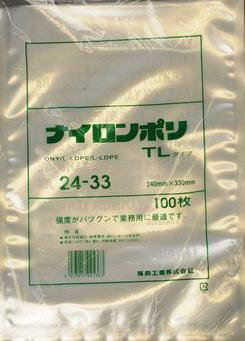 ナイロンポリ
ONY/L-LDPE/L-LDPE
TLタイプ
24-33
240mm×330mm
100枚
強度がバツグンで業務用に最適です
特長
福助工業株式会社